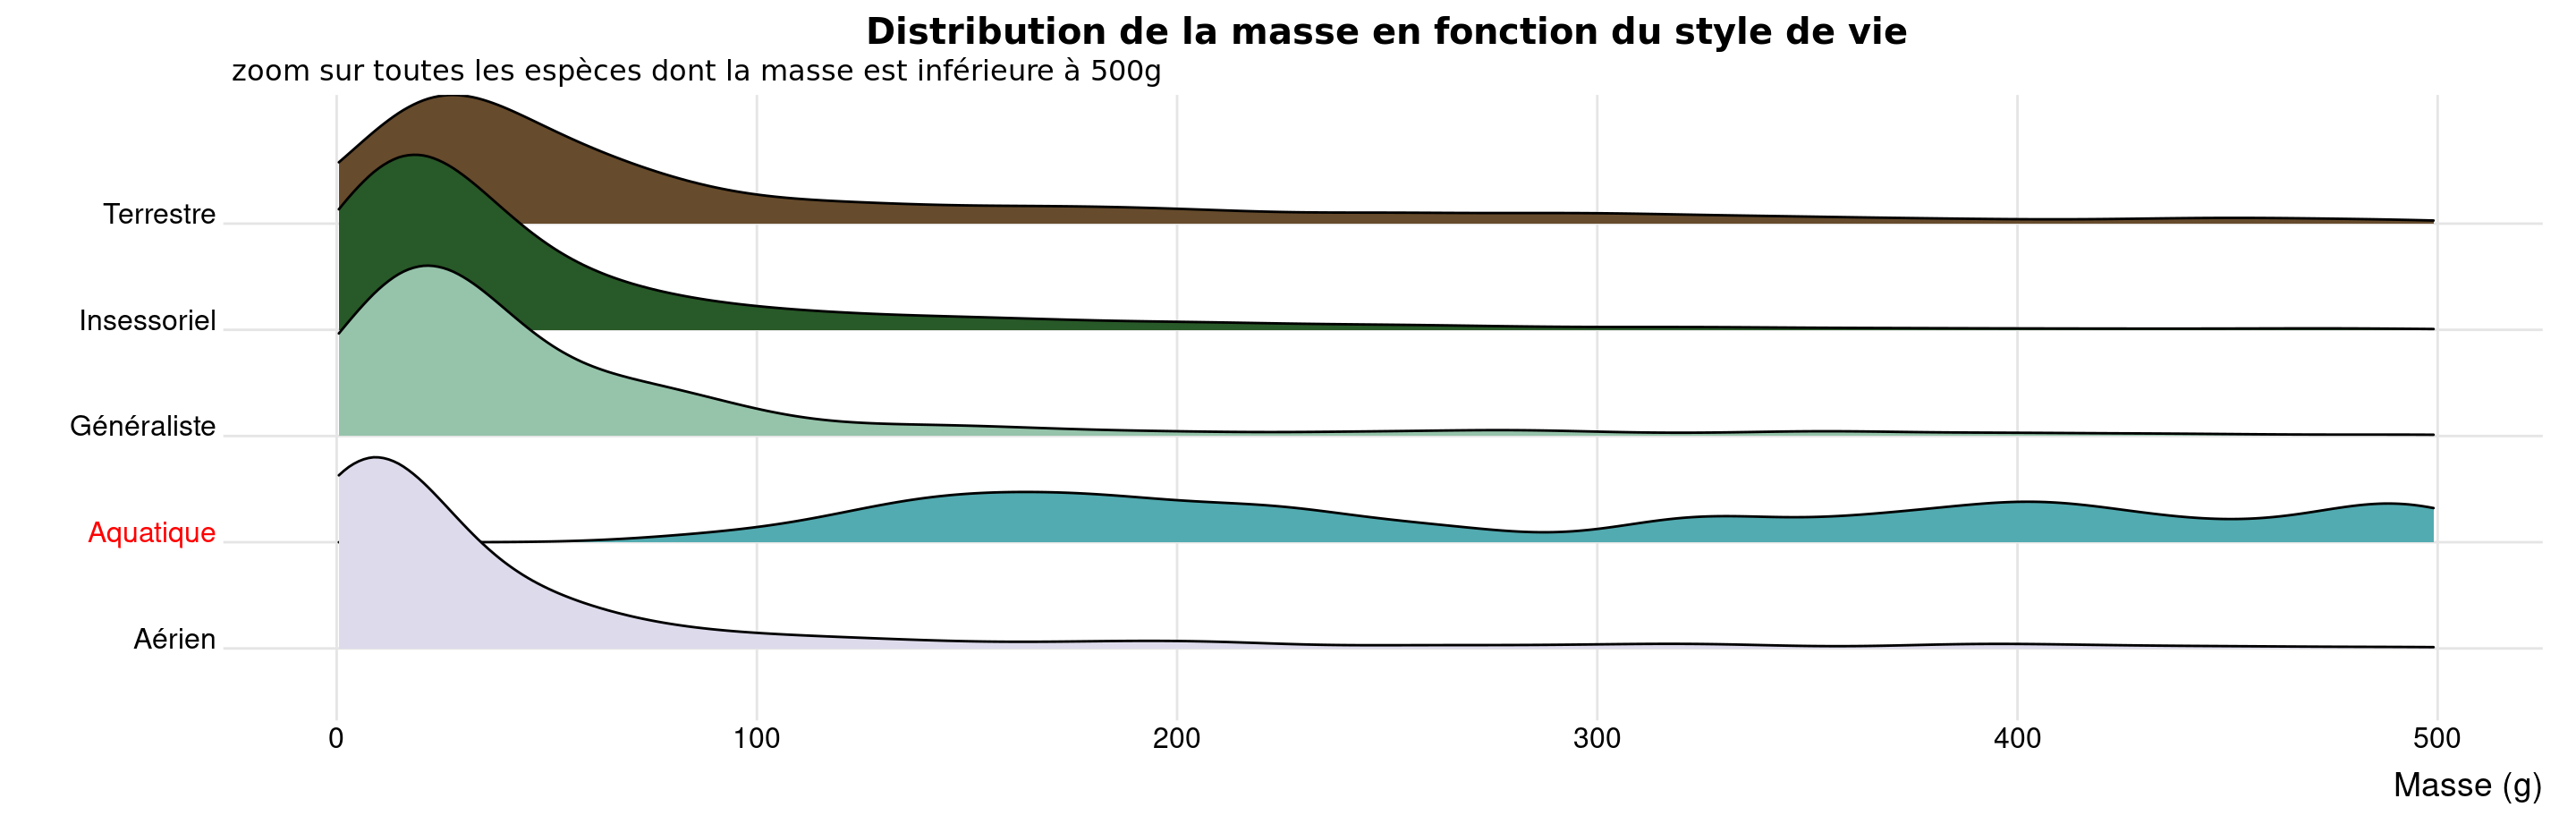 Distribution de la masse en fonction du style de vie
zoom sur toutes les espèces dont la masse est inférieure à 500g
Terrestre
Insessoriel
Généraliste
Aquatique
Aérien
0 100 200 300 400 500
Masse (g)